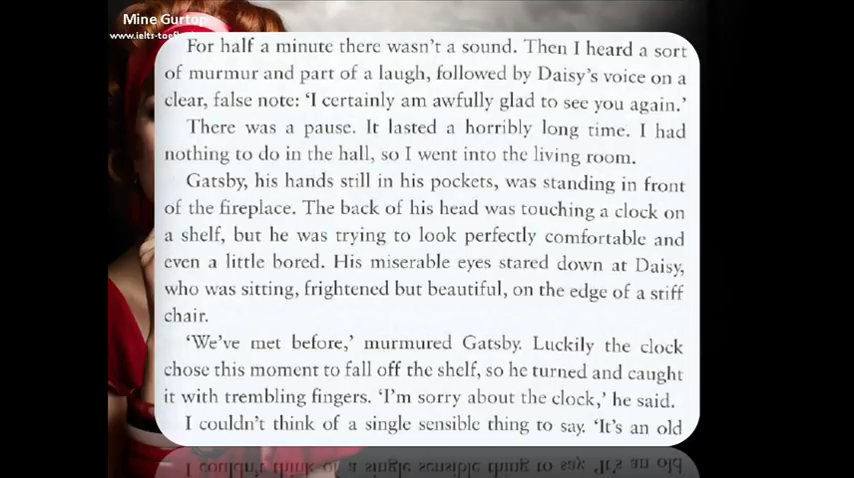 Mine Gurtop
For half a minute there wasn't a sound. Then I heard a sort
of murmur and part of a laugh, followed by Daisy's voice on a
clear, false note: 'I certainly am awfully glad to see you again.'
There was a pause. It lasted a horribly long time. I had
nothing to do in the hall, so I went into the living room.
Gatsby, his hands still in his pockets, was standing in front
of the fireplace. The back of his head was touching a clock on
a shelf, but he was trying to look perfectly comfortable and
even a little bored. His miserable eyes stared down at Daisy,
who was sitting, frightened but beautiful, on the edge of a stiff
chair.
'We've met before,' murmured Gatsby. Luckily the clock
chose this moment to fall off the shelf, so he turned and caught
it with trembling fingers. 'I'm sorry about the clock,' he said.
I couldn't think of a single sensible thing to say. 'It's an old